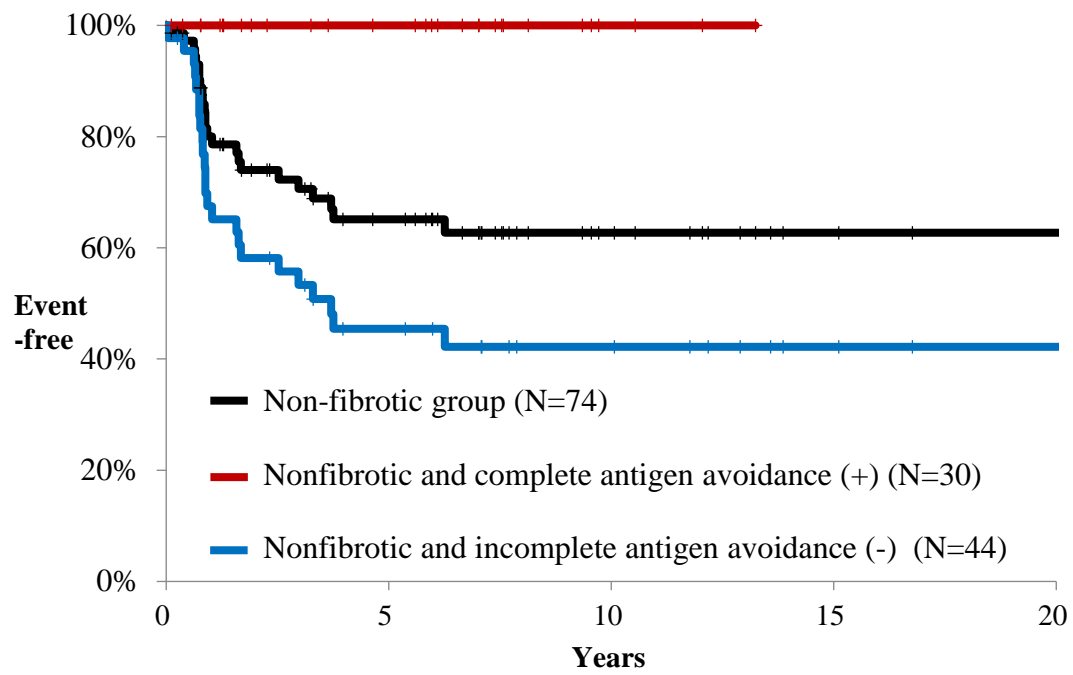 100%
80%
60%
Event
-free
40%
Non-fibrotic group (N=74)
20%
Nonfibrotic and complete antigen avoidance (+) (N=30)
Nonfibrotic and incomplete antigen avoidance (-) (N=44)
0%
0 5 10 15 20
Years